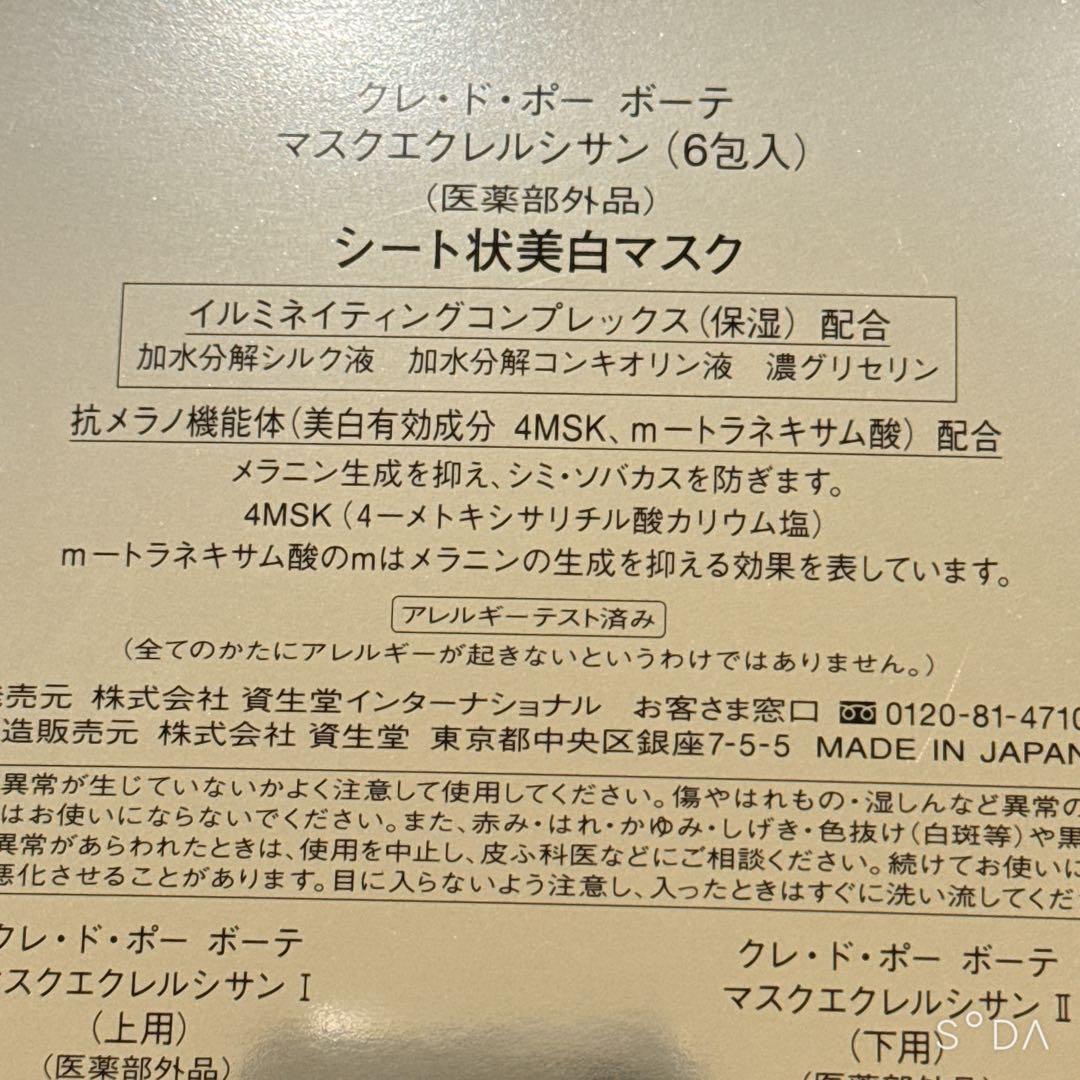 クレ・ド・ポー ボーテ
マスクエクレルシサン(6包入)
(医薬部外品)
シート状美白マスク
イルミネイティングコンプレックス(保湿) 配合
加水分解シルク液 加水分解コンキオリン液 濃グリセリン
抗メラノ機能体(美白有効成分 4MSK、m－トラネキサム酸) 配合
メラニン生成を抑え、シミ・ソバカスを防ぎます。
4MSK(4－メトキシサリチル酸カリウム塩)
m－トラネキサム酸のmはメラニンの生成を抑える効果を表しています。
アレルギーテスト済み
(全てのかたにアレルギーが起きないというわけではありません。)
売元 株式会社 資生堂インターナショナル お客さま窓口 0120-81-4710
造販売元 株式会社 資生堂 東京都中央区銀座7-5-5 MADE IN JAPAN
異常が生じていないかよく注意して使用してください。傷やはれもの・湿しんなど異常の
はお使いにならないでください。また、赤み・はれ・かゆみ・しげき・色抜け(白斑等)や黒
異常があらわれたときは、使用を中止し、皮ふ科医などにご相談ください。続けてお使いに
悪化させることがあります。目に入らないよう注意し、入ったときはすぐに洗い流してくだ
クレ・ド・ポー ボーテ
マスクエクレルシサン Ⅰ
(上用)
(医薬部外品)
クレ・ド・ポー ボーテ
マスクエクレルシサン Ⅱ
(下用)
(医薬部外品)
SODA